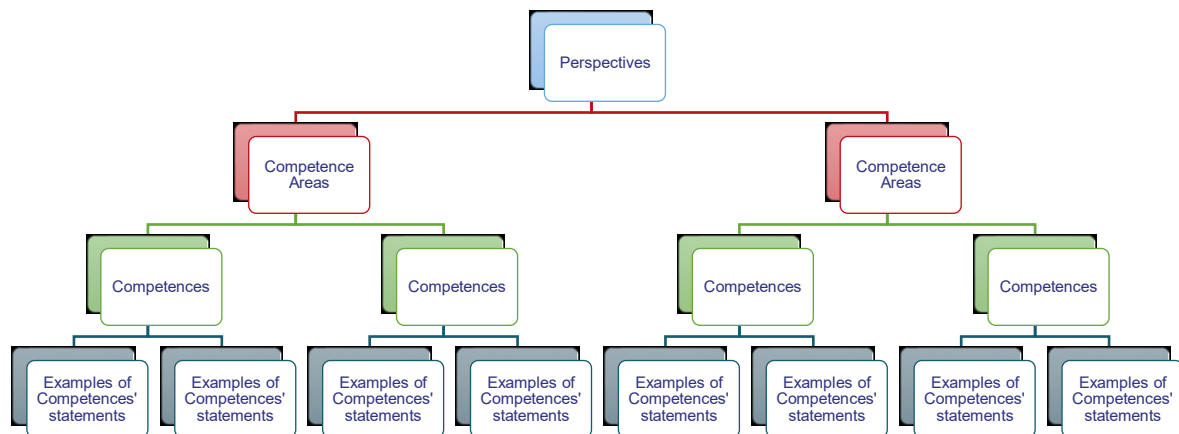 Perspectives
Competence
Areas
Competence
Areas
Competences
Competences
Competences
Competences
Examples of
Competences'
statements
Examples of
Competences'
statements
Examples of
Competences'
statements
Examples of
Competences'
statements
Examples of
Competences'
statements
Examples of
Competences'
statements
Examples of
Competences'
statements
Examples of
Competences'
statements